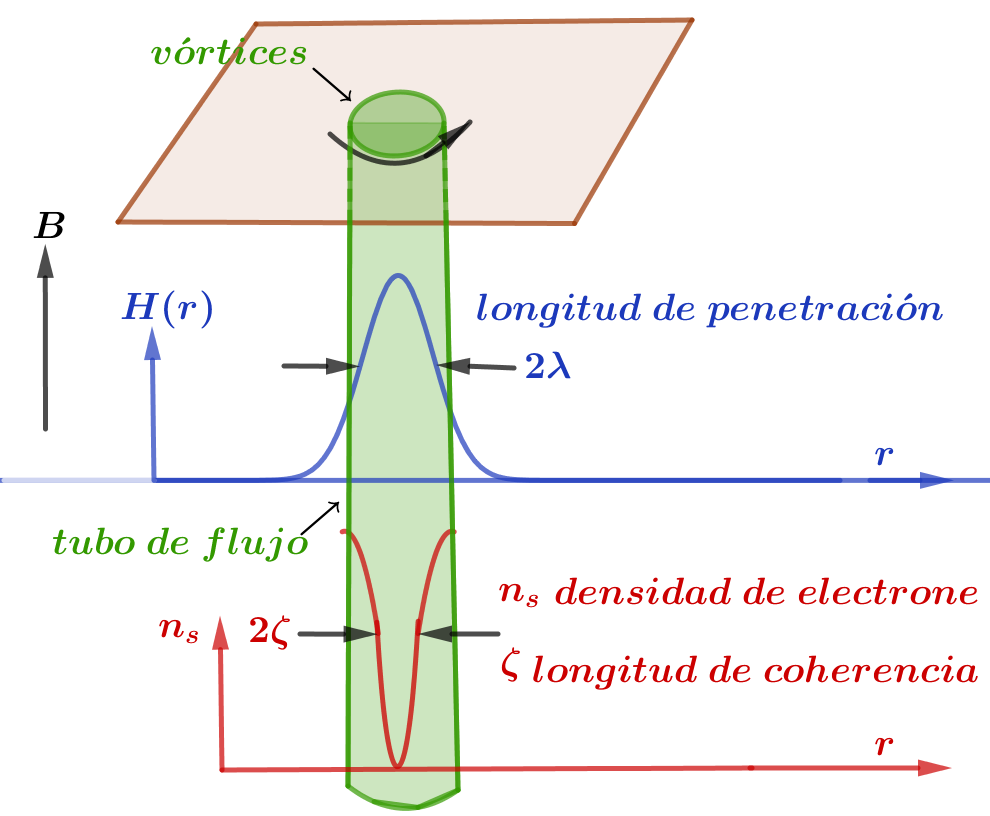 vórtices
B
H(r)
longitud de penetración
2λ
r
tubo de flujo
n_s densidad de electrone
n_s
2ζ
ζ longitud de coherencia
r